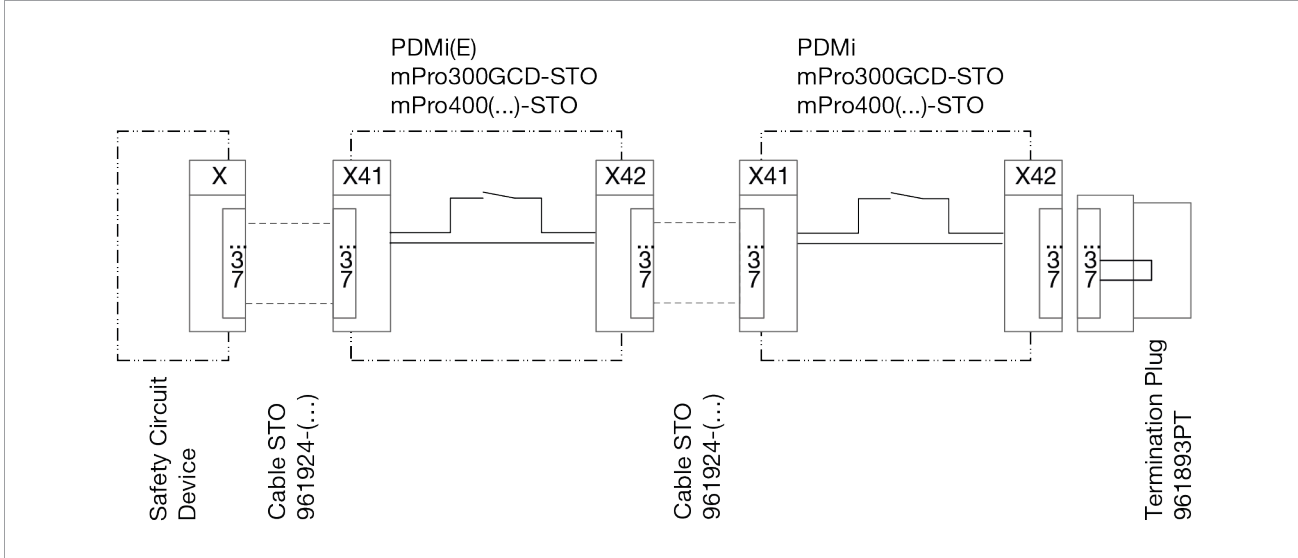 PDMi(E)
mPro300GCD-STO
mPro400(...)-STO
PDMi
mPro300GCD-STO
mPro400(...)-STO
X
X41
X42
X41
X42
...
3
7
...
3
7
...
3
7
...
3
7
...
3
7
...
3
7
Safety Circuit
Device
Cable STO
961924-(...)
Cable STO
961924-(...)
Termination Plug
961893PT